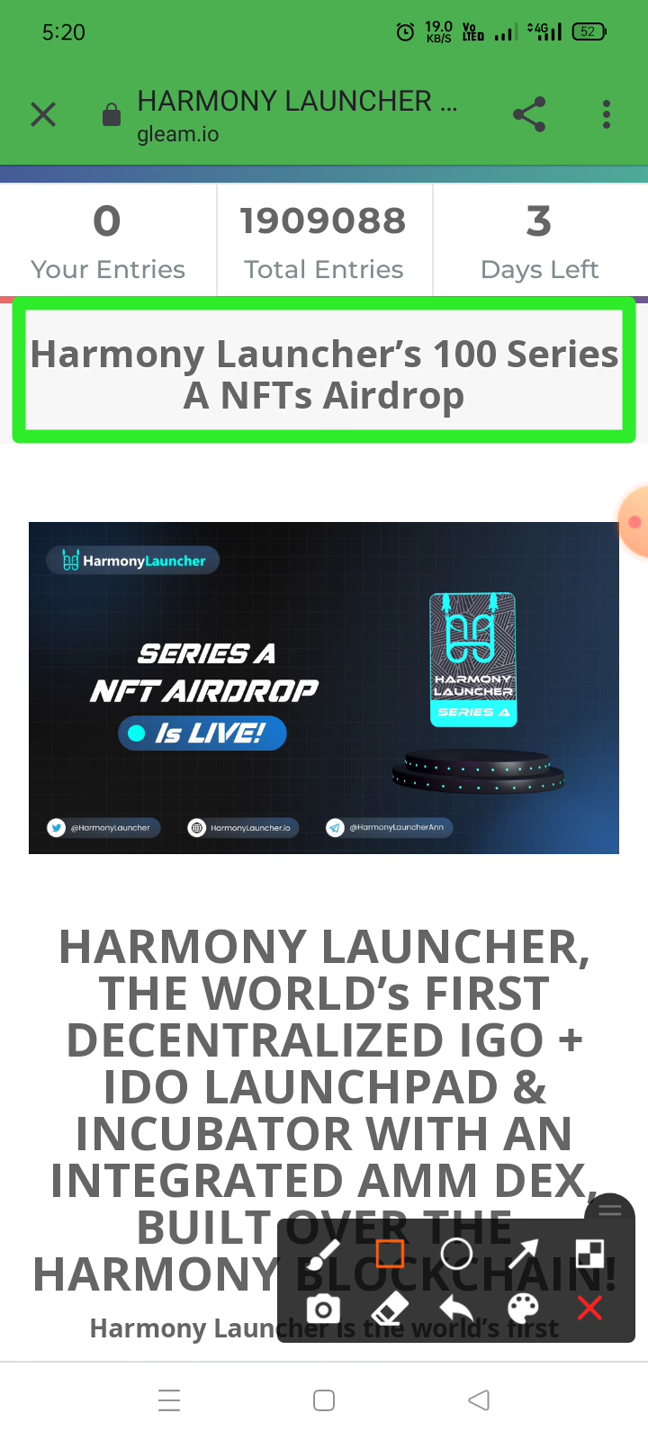 5:20
19.0 KB/S
Vo LTED
4G
52
HARMONY LAUNCHER ...
gleam.io
0
1909088
3
Your Entries
Total Entries
Days Left
Harmony Launcher’s 100 Series
A NFTs Airdrop
HarmonyLauncher
SERIES A
NFT AIRDROP
Is LIVE!
HARMONY
LAUNCHER
SERIES A
@HarmonyLauncher
HarmonyLauncher.io
@HarmonyLauncherAnn
HARMONY LAUNCHER,
THE WORLD’s FIRST
DECENTRALIZED IGO +
IDO LAUNCHPAD &
INCUBATOR WITH AN
INTEGRATED AMM DEX,
BUILT OVER THE
HARMONY BLOCKCHAIN!
Harmony Launcher is the world’s first